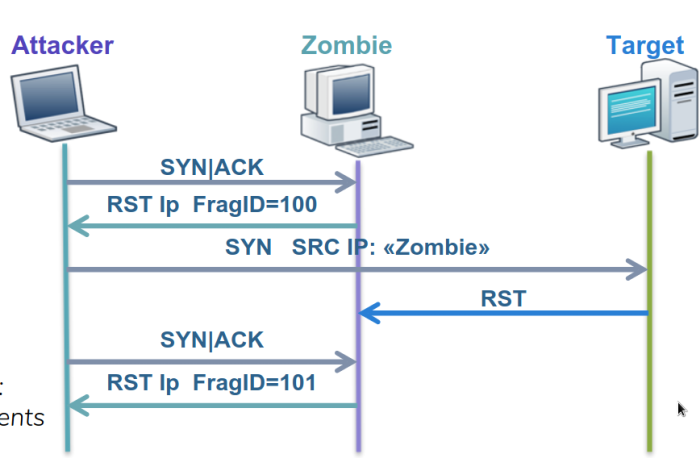 Attacker Zombie Target
SYN|ACK
RST Ip FragID=100
SYN SRC IP: «Zombie»
RST
SYN|ACK
RST Ip FragID=101
:
ents